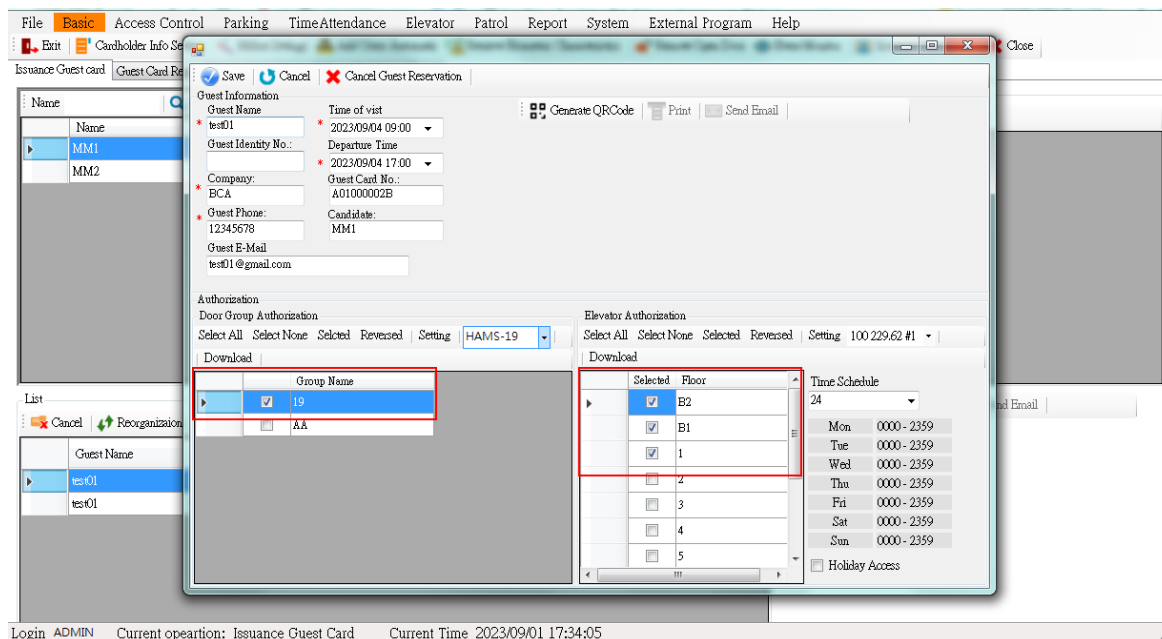 File Basic Access Control Parking TimeAttendance Elevator Patrol Report System External Program Help
Exit Cardholder Info Se
Close
Issuance Guest card Guest Card Re
Name
Name
MM1
MM2
List
Cancel Reorganizaion
Guest Name
test01
test01
nd Email
Save Cancel Cancel Guest Reservation
Guest Information
Guest Name Time of vist
* test01 * 2023/09/04 09:00
Guest Identity No.: Departure Time
* 2023/09/04 17:00
Company: Guest Card No.:
* BCA A01000002B
* Guest Phone: Candidate:
12345678 MM1
Guest E-Mail
test01@gmail.com
Generate QRCode Print Send Email
Authorization
Door Group Authorization
Select All Select None Selcted Reversed Setting HAMS-19
Download
Group Name
19
AA
Elevator Authorization
Select All Select None Selected Reversed Setting 100 229.62 #1
Download
Selected Floor
B2
B1
1
2
3
4
5
Time Schedule
24
Mon 0000 - 2359
Tue 0000 - 2359
Wed 0000 - 2359
Thu 0000 - 2359
Fri 0000 - 2359
Sat 0000 - 2359
Sun 0000 - 2359
Holiday Access
Login ADMIN Current opeartion: Issuance Guest Card Current Time 2023/09/01 17:34:05